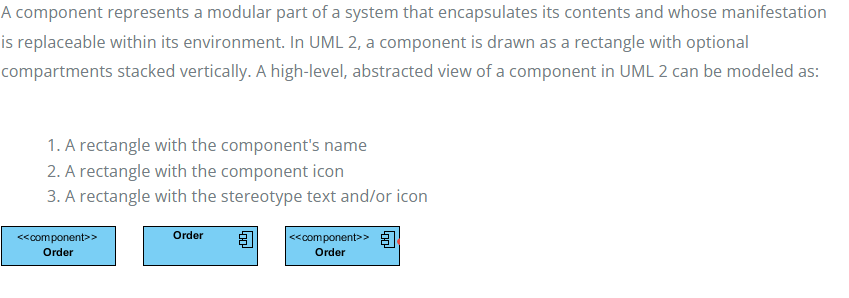 A component represents a modular part of a system that encapsulates its contents and whose manifestation
is replaceable within its environment. In UML 2, a component is drawn as a rectangle with optional
compartments stacked vertically. A high-level, abstracted view of a component in UML 2 can be modeled as:
1. A rectangle with the component's name
2. A rectangle with the component icon
3. A rectangle with the stereotype text and/or icon
<<component>>
Order
Order
<<component>>
Order